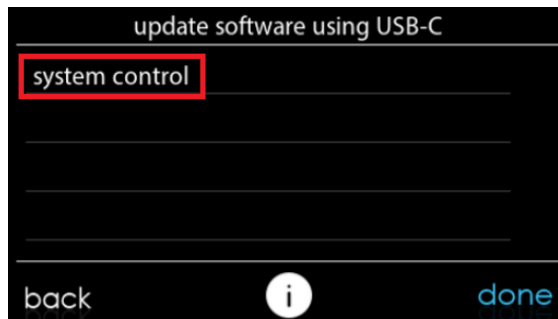 update software using USB-C
system control
back
i
done